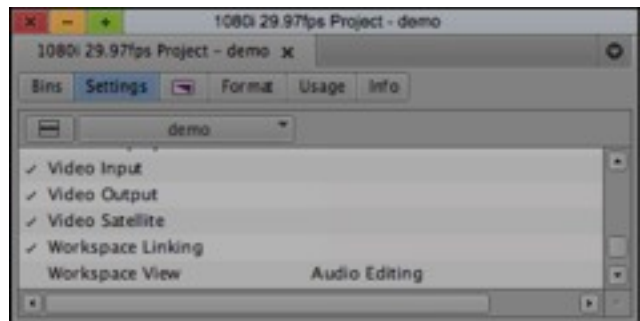 1080i 29.97fps Project - demo
1080i 29.97fps Project - demo x
Bins Settings Format Usage Info
demo
✓ Video Input
✓ Video Output
✓ Video Satellite
✓ Workspace Linking
Workspace View Audio Editing